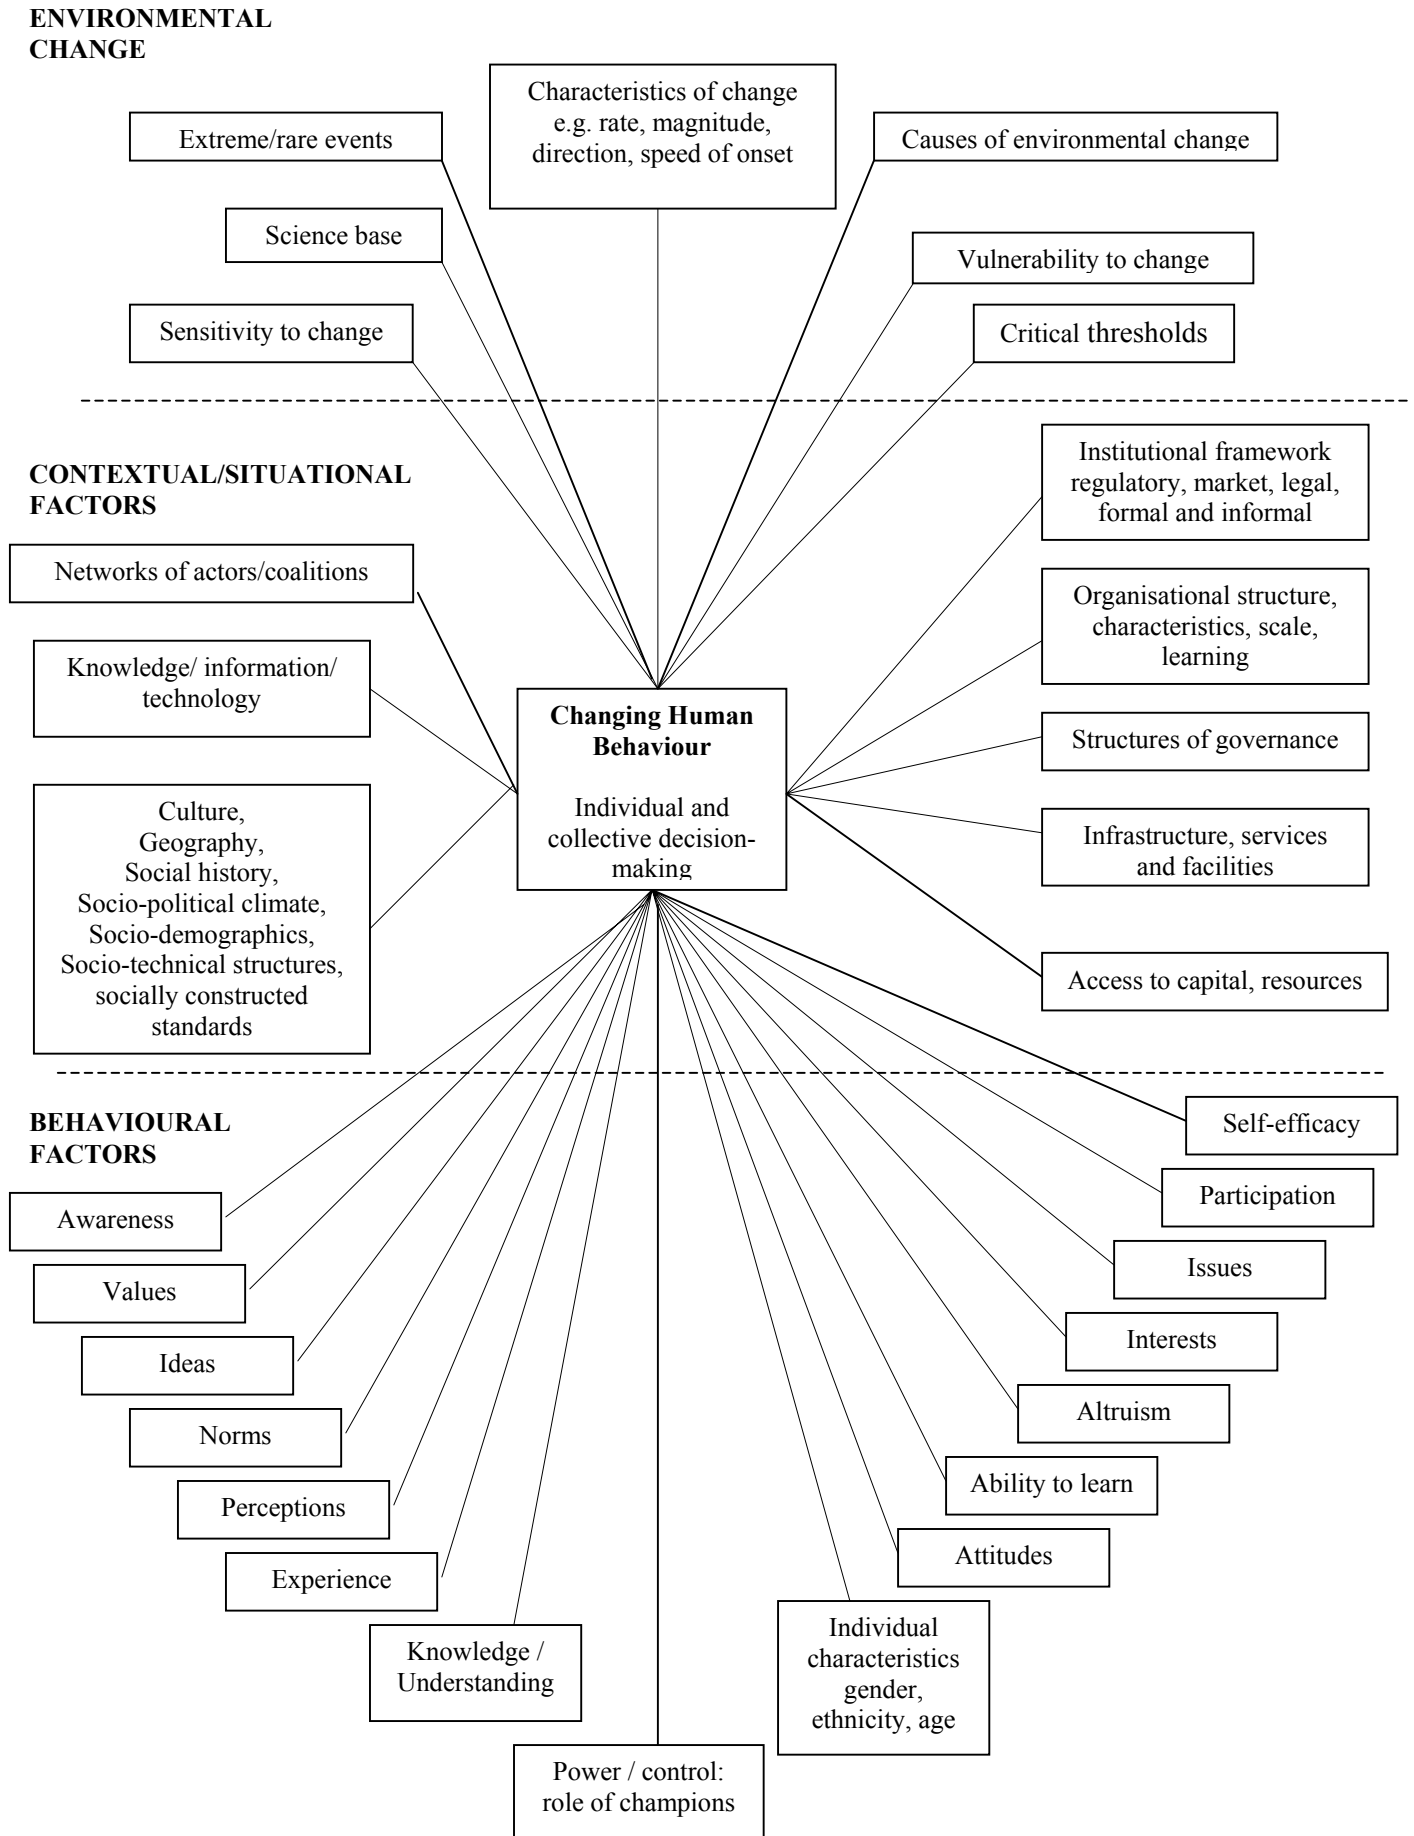 ENVIRONMENTAL
CHANGE
Characteristics of change
e.g. rate, magnitude,
direction, speed of onset
Extreme/rare events
Causes of environmental change
Science base
Vulnerability to change
Sensitivity to change
Critical thresholds
CONTEXTUAL/SITUATIONAL
FACTORS
Institutional framework
regulatory, market, legal,
formal and informal
Networks of actors/coalitions
Organisational structure,
characteristics, scale,
learning
Knowledge/ information/
technology
Changing Human
Behaviour
Individual and
collective decision-
making
Structures of governance
Culture,
Geography,
Social history,
Socio-political climate,
Socio-demographics,
Socio-technical structures,
socially constructed
standards
Infrastructure, services
and facilities
Access to capital, resources
BEHAVIOURAL
FACTORS
Self-efficacy
Awareness
Participation
Values
Issues
Ideas
Interests
Norms
Altruism
Perceptions
Ability to learn
Experience
Attitudes
Knowledge /
Understanding
Individual
characteristics
gender,
ethnicity, age
Power / control:
role of champions